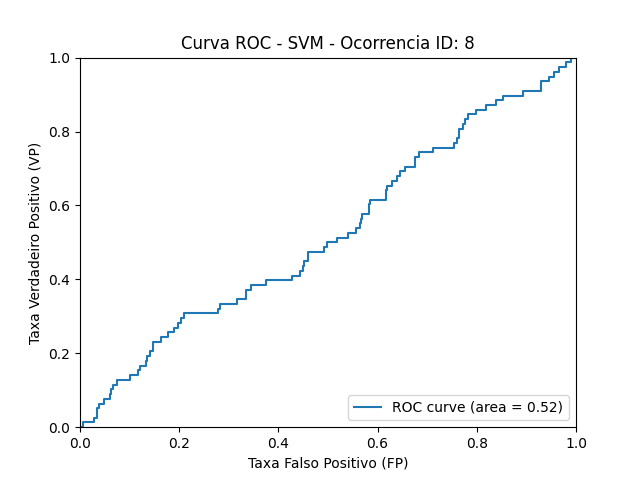 Curva ROC - SVM - Ocorrencia ID: 8
1.0
0.8
0.6
0.4
0.2
0.0
Taxa Verdadeiro Positivo (VP)
ROC curve (area = 0.52)
0.0 0.2 0.4 0.6 0.8 1.0
Taxa Falso Positivo (FP)